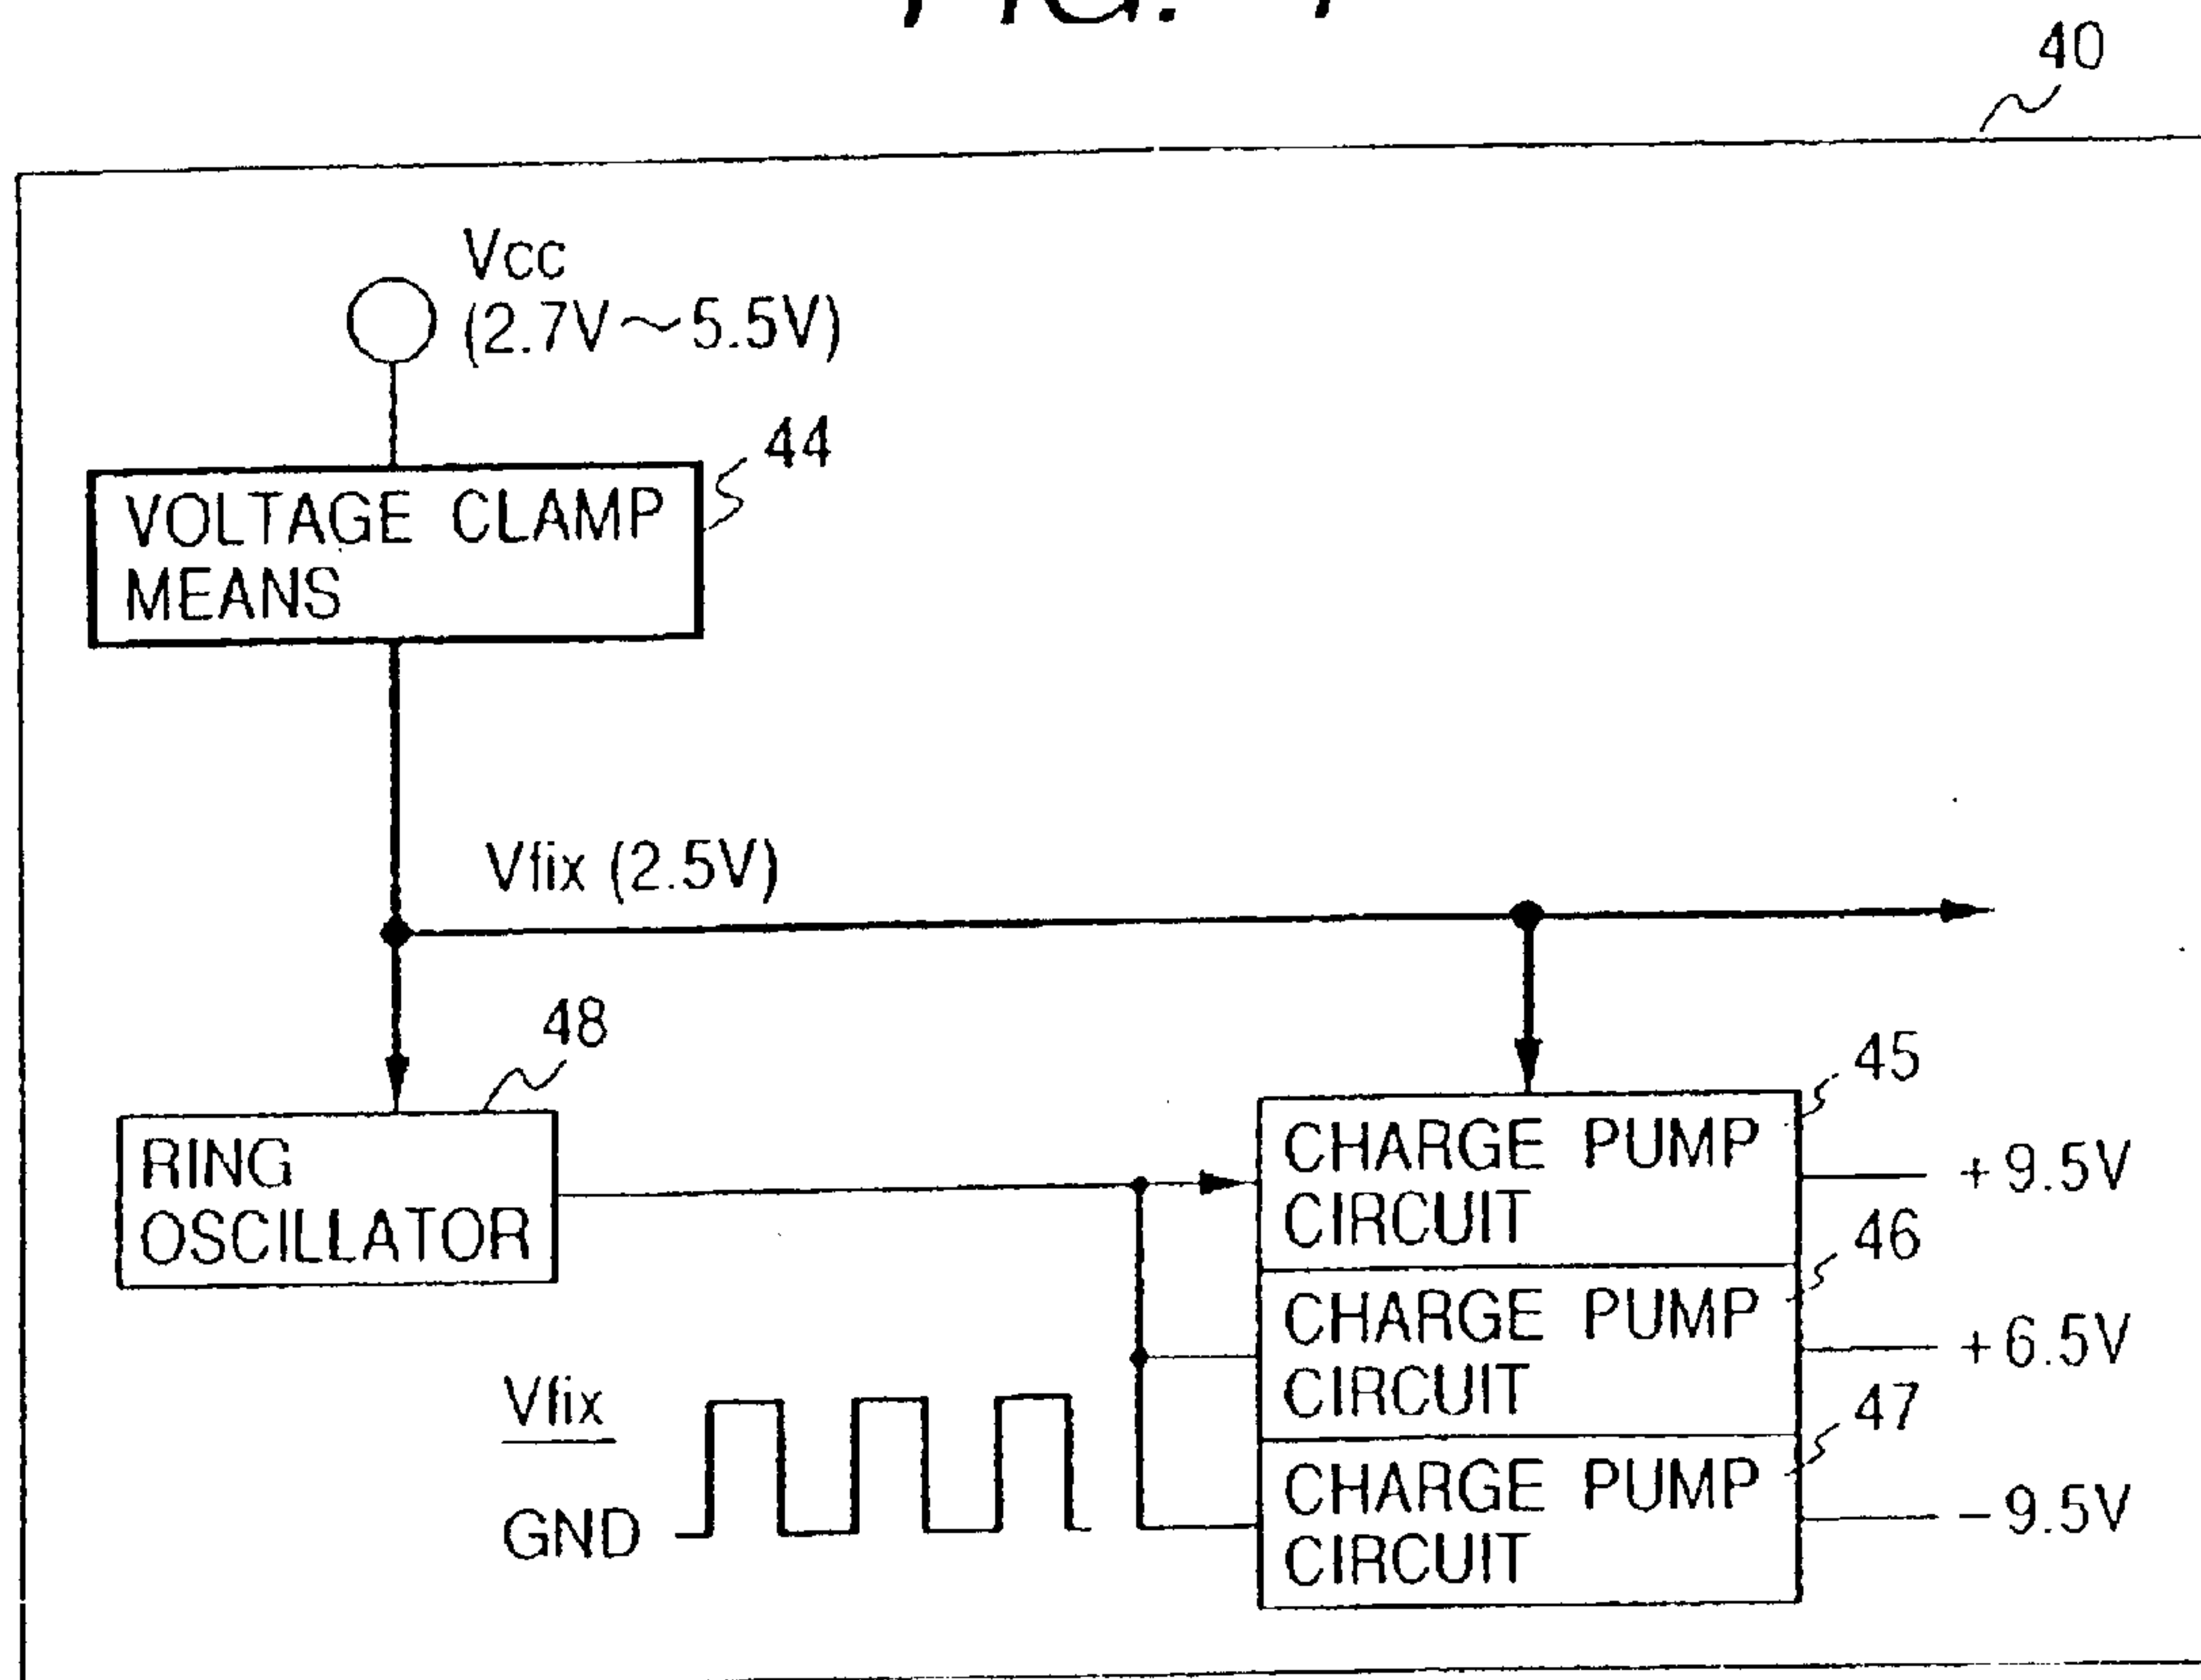 FIG.
40
Vcc
(2.7V～5.5V)
44
VOLTAGE CLAMP
MEANS
Vfix (2.5V)
48
45
RING
OSCILLATOR
CHARGE PUMP
CIRCUIT
+9.5V
46
CHARGE PUMP
CIRCUIT
+6.5V
47
CHARGE PUMP
CIRCUIT
-9.5V
Vfix
GND